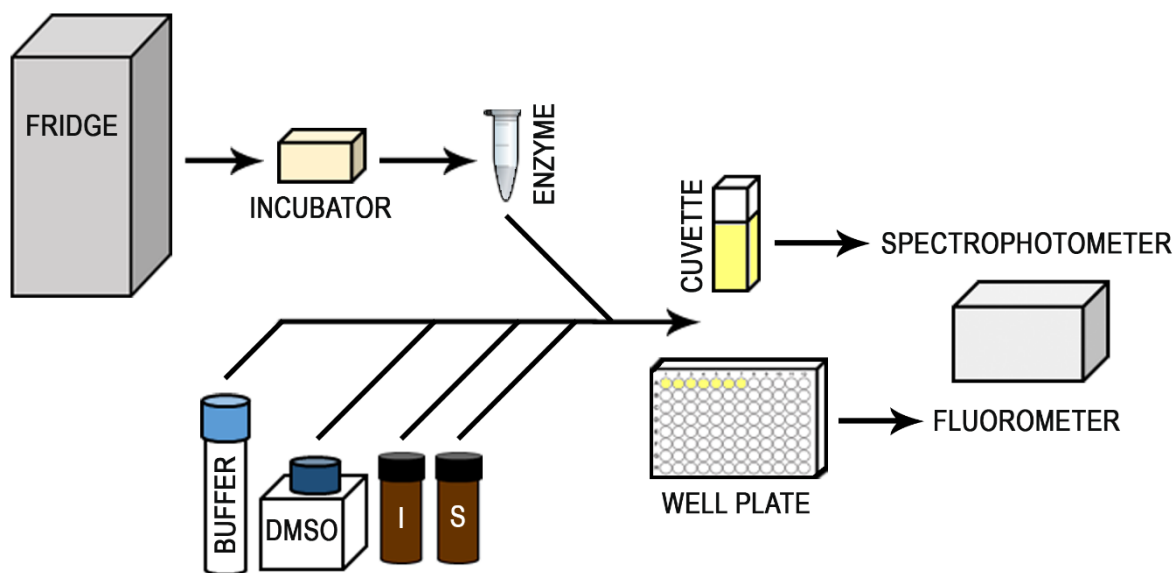 FRIDGE
INCUBATOR
ENZYME
CUVETTE
SPECTROPHOTOMETER
BUFFER
DMSO
I
S
WELL PLATE
FLUOROMETER